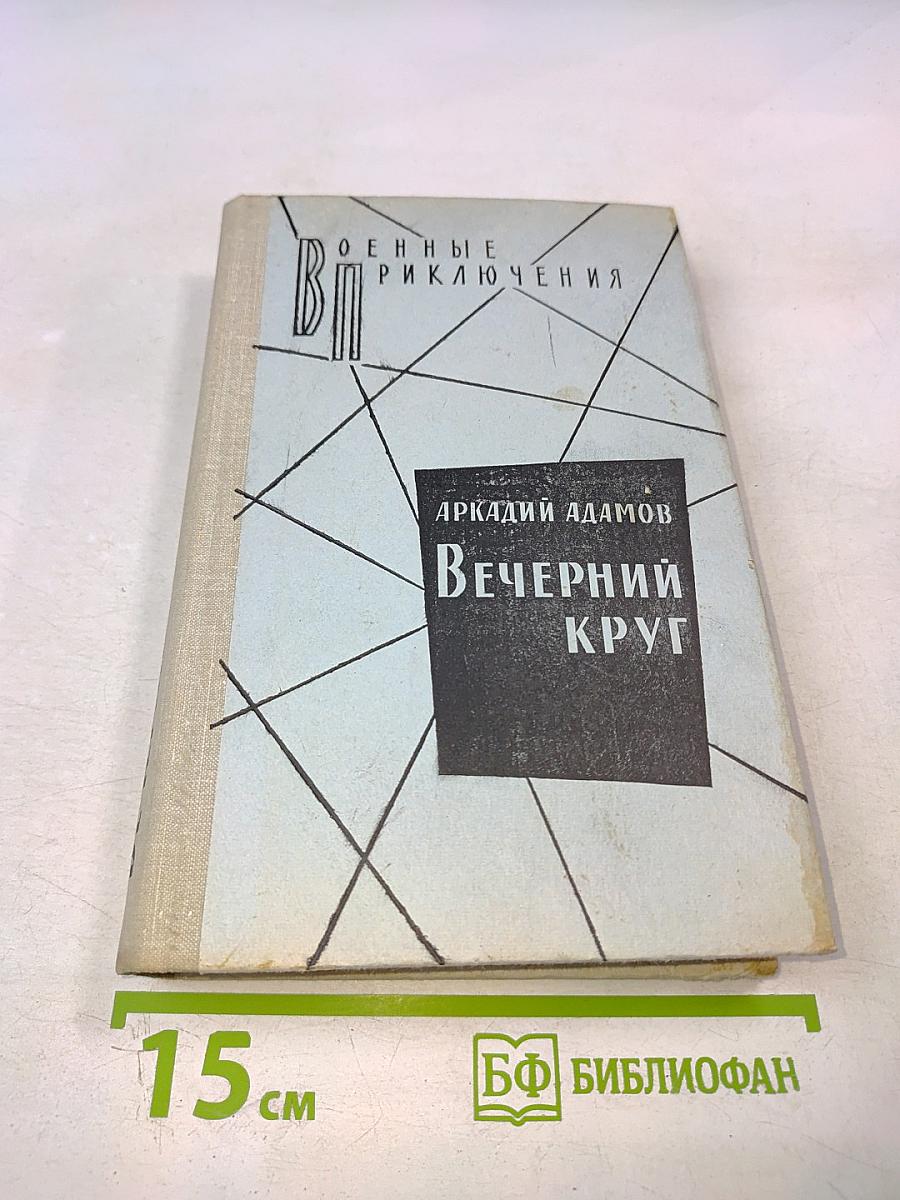 ВОЕННЫЕ
ПРИКЛЮЧЕНИЯ
АРКАДИЙ АДАМОВ
ВЕЧЕРНИЙ
КРУГ
15 см
БФ БИБЛИОФАН